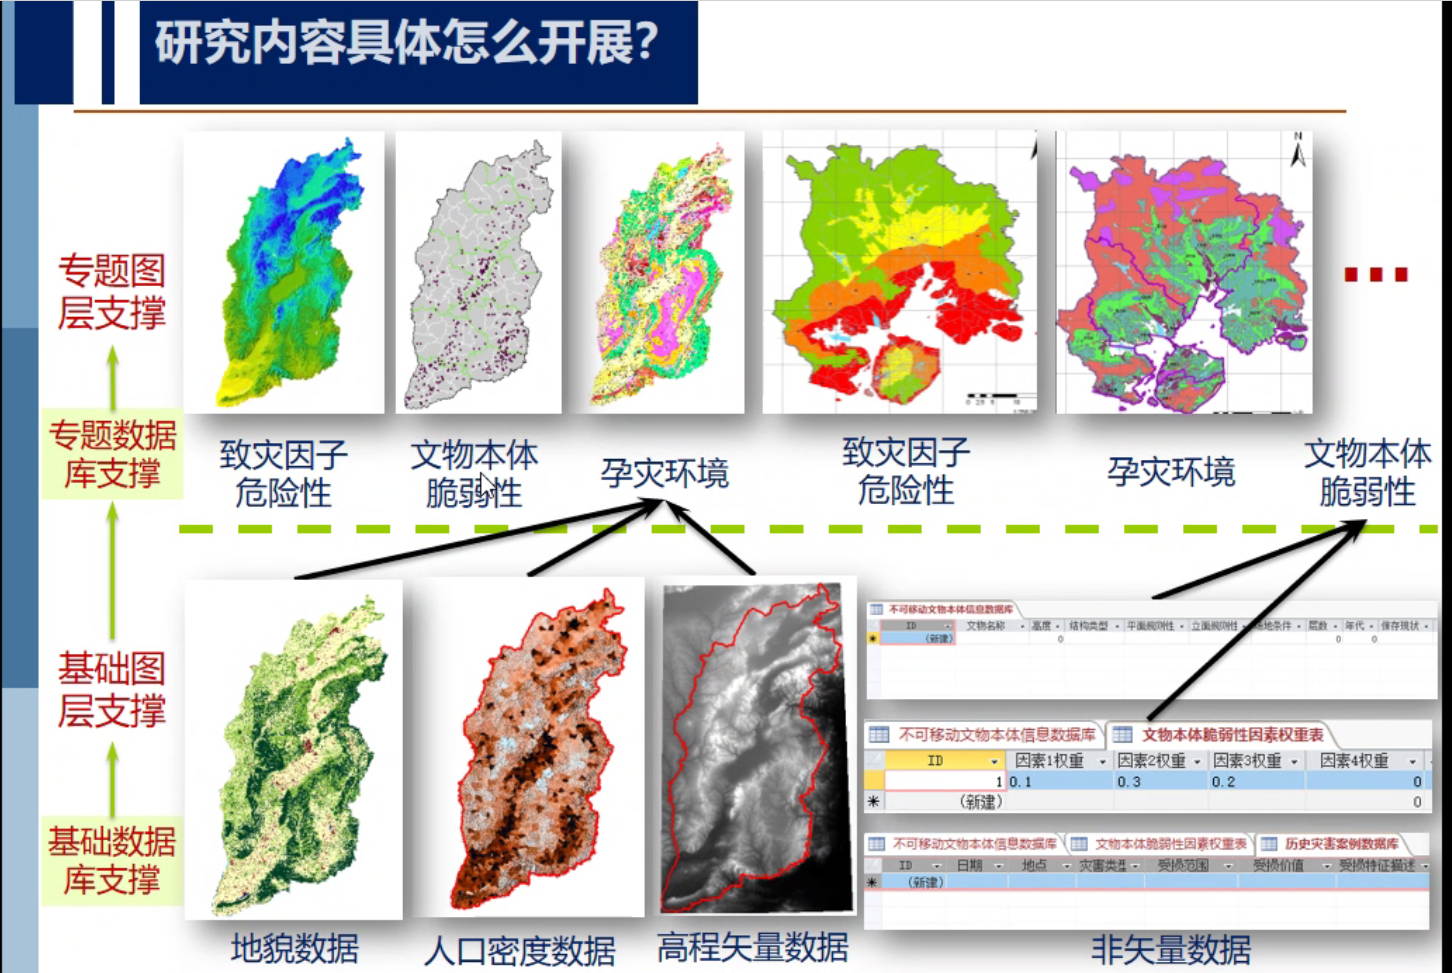 研究内容具体怎么开展?
N
专题图
层支撑
专题数据
库支撑
致灾因子
危险性
文物本体
脆弱性
孕灾环境
致灾因子
危险性
孕灾环境
文物本体
脆弱性
基础图
层支撑
基础数据
库支撑
不可移动文物本体信息数据库
ID 文物名称 高度 结构类型 平面规则性 立面规则性 场地条件 层数 年代 保存现状
(新建) 0 0 0
不可移动文物本体信息数据库 文物本体脆弱性因素权重表
ID 因素1权重 因素2权重 因素3权重 因素4权重
1 0.1 0.3 0.2 0
(新建) 0
不可移动文物本体信息数据库 文物本体脆弱性因素权重表 历史灾害案例数据库
ID 日期 地点 灾害类型 受损范围 受损价值 受损特征描述
(新建)
地貌数据
人口密度数据
高程矢量数据
非矢量数据